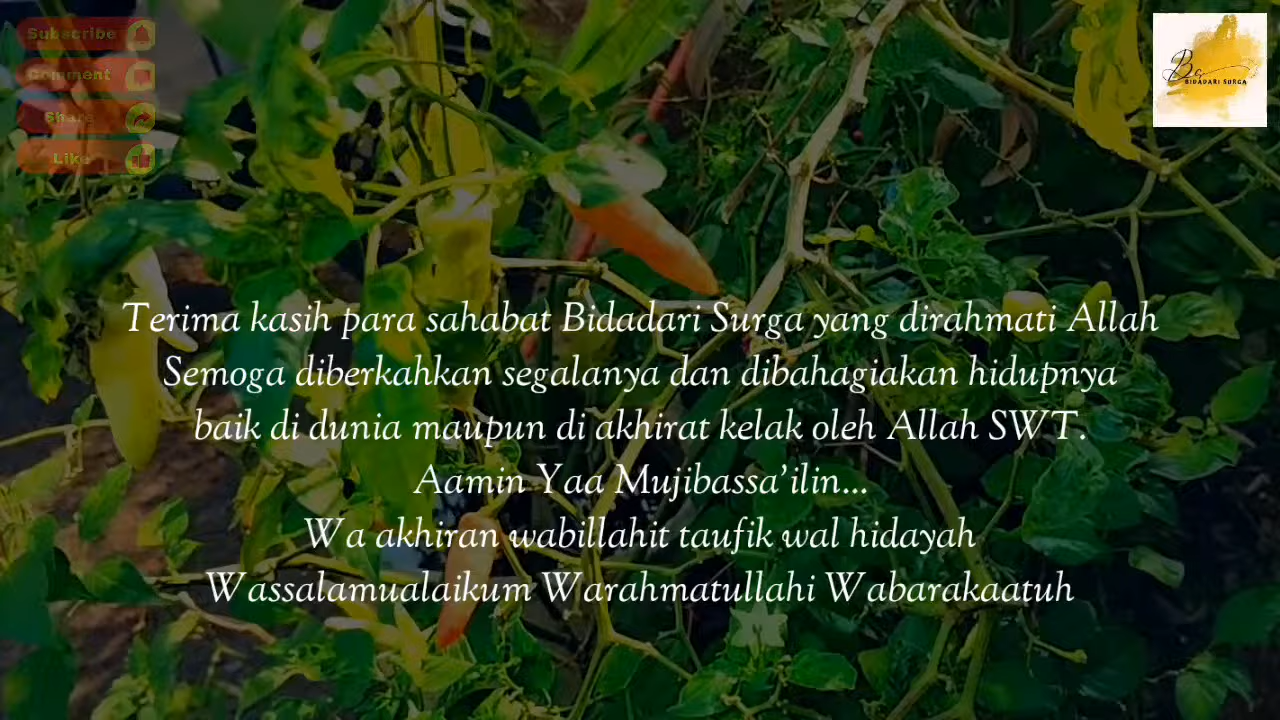 Subscribe
Comment
Share
Like
BIDADARI SURGA
Terima kasih para sahabat Bidadari Surga yang dirahmati Allah
Semoga diberkahkan segalanya dan dibahagiakan hidupnya
baik di dunia maupun di akhirat kelak oleh Allah SWT.
Aamin Yaa Mujibassa'ilin...
Wa akhiran wabillahit taufik wal hidayah
Wassalamualaikum Warahmatullahi Wabarakaatuh